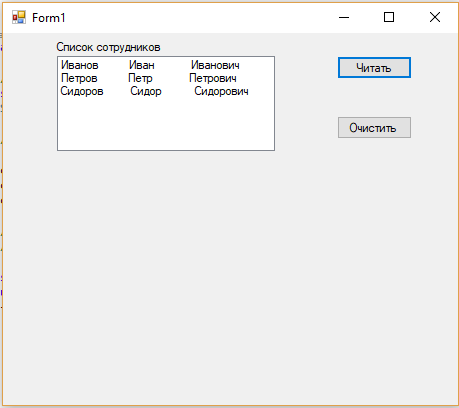 Form1
Список сотрудников
Иванов Иван Иванович
Петров Петр Петрович
Сидоров Сидор Сидорович
Читать
Очистить